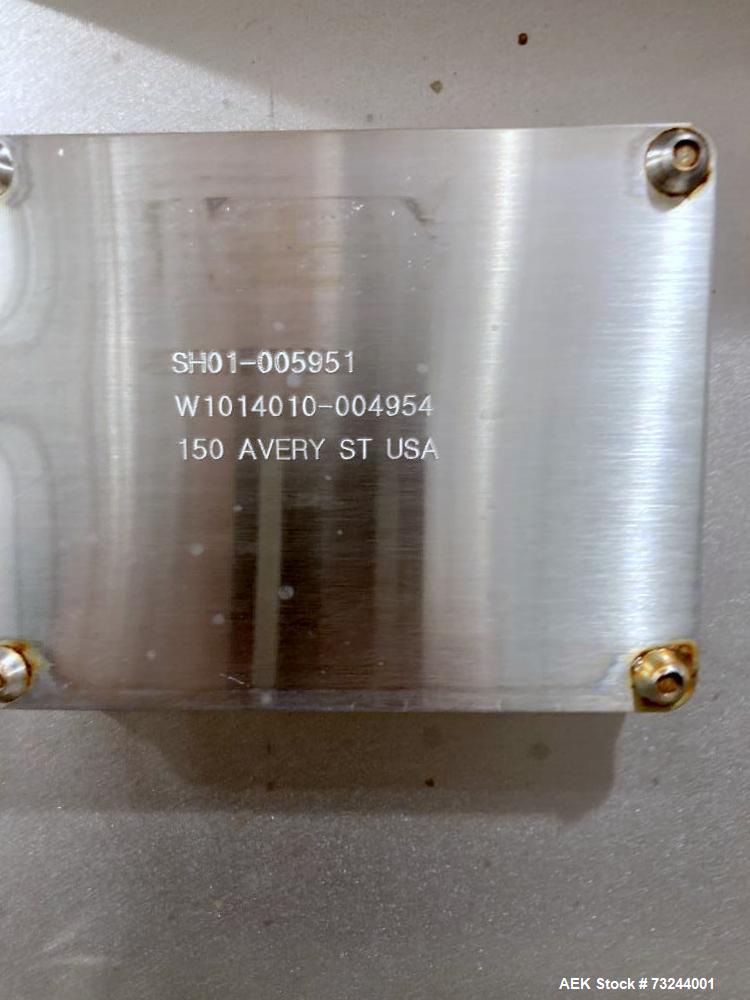 SH01-005951
W1014010-004954
150 AVERY ST USA
AEK Stock # 73244001